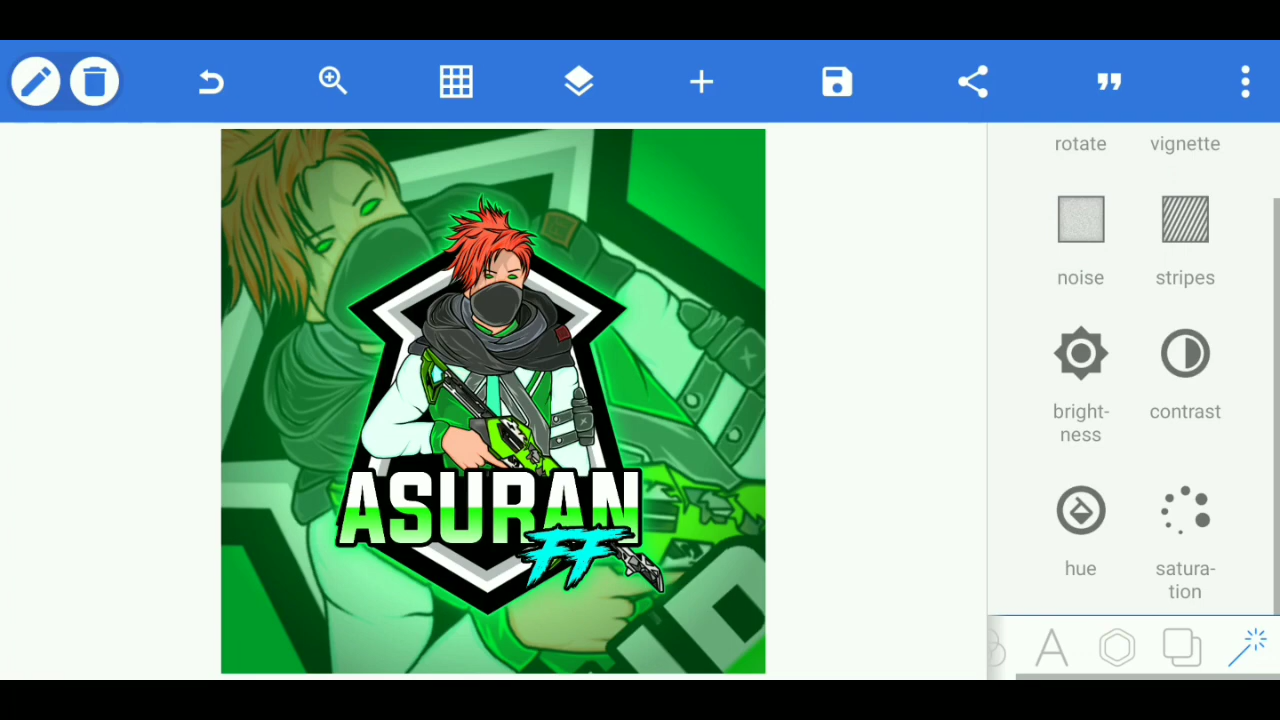 rotate
vignette
noise
stripes
bright-
ness
contrast
hue
satura-
tion
ASURAN
FF